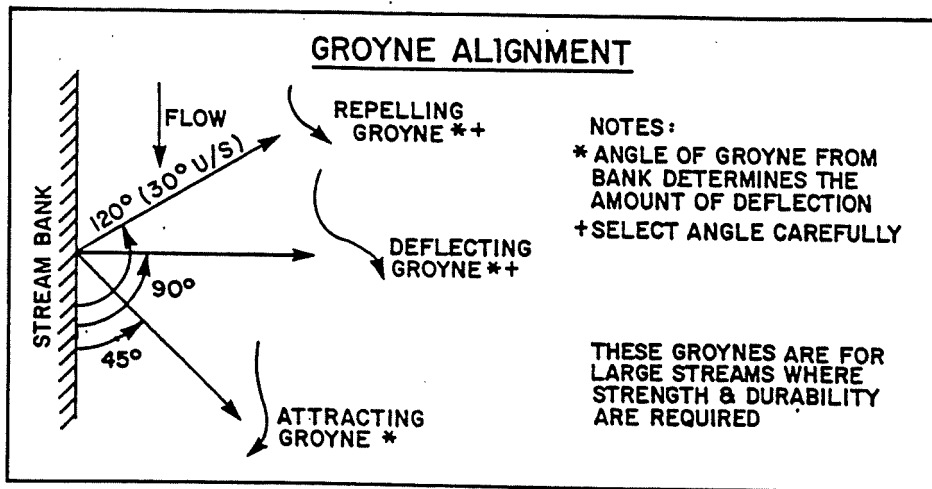 GROYNE ALIGNMENT
FLOW
REPELLING
GROYNE *+
120° (30° U/S)
STREAM BANK
DEFLECTING
GROYNE *+
90°
45°
ATTRACTING
GROYNE *
NOTES:
* ANGLE OF GROYNE FROM
BANK DETERMINES THE
AMOUNT OF DEFLECTION
+ SELECT ANGLE CAREFULLY
THESE GROYNES ARE FOR
LARGE STREAMS WHERE
STRENGTH & DURABILITY
ARE REQUIRED